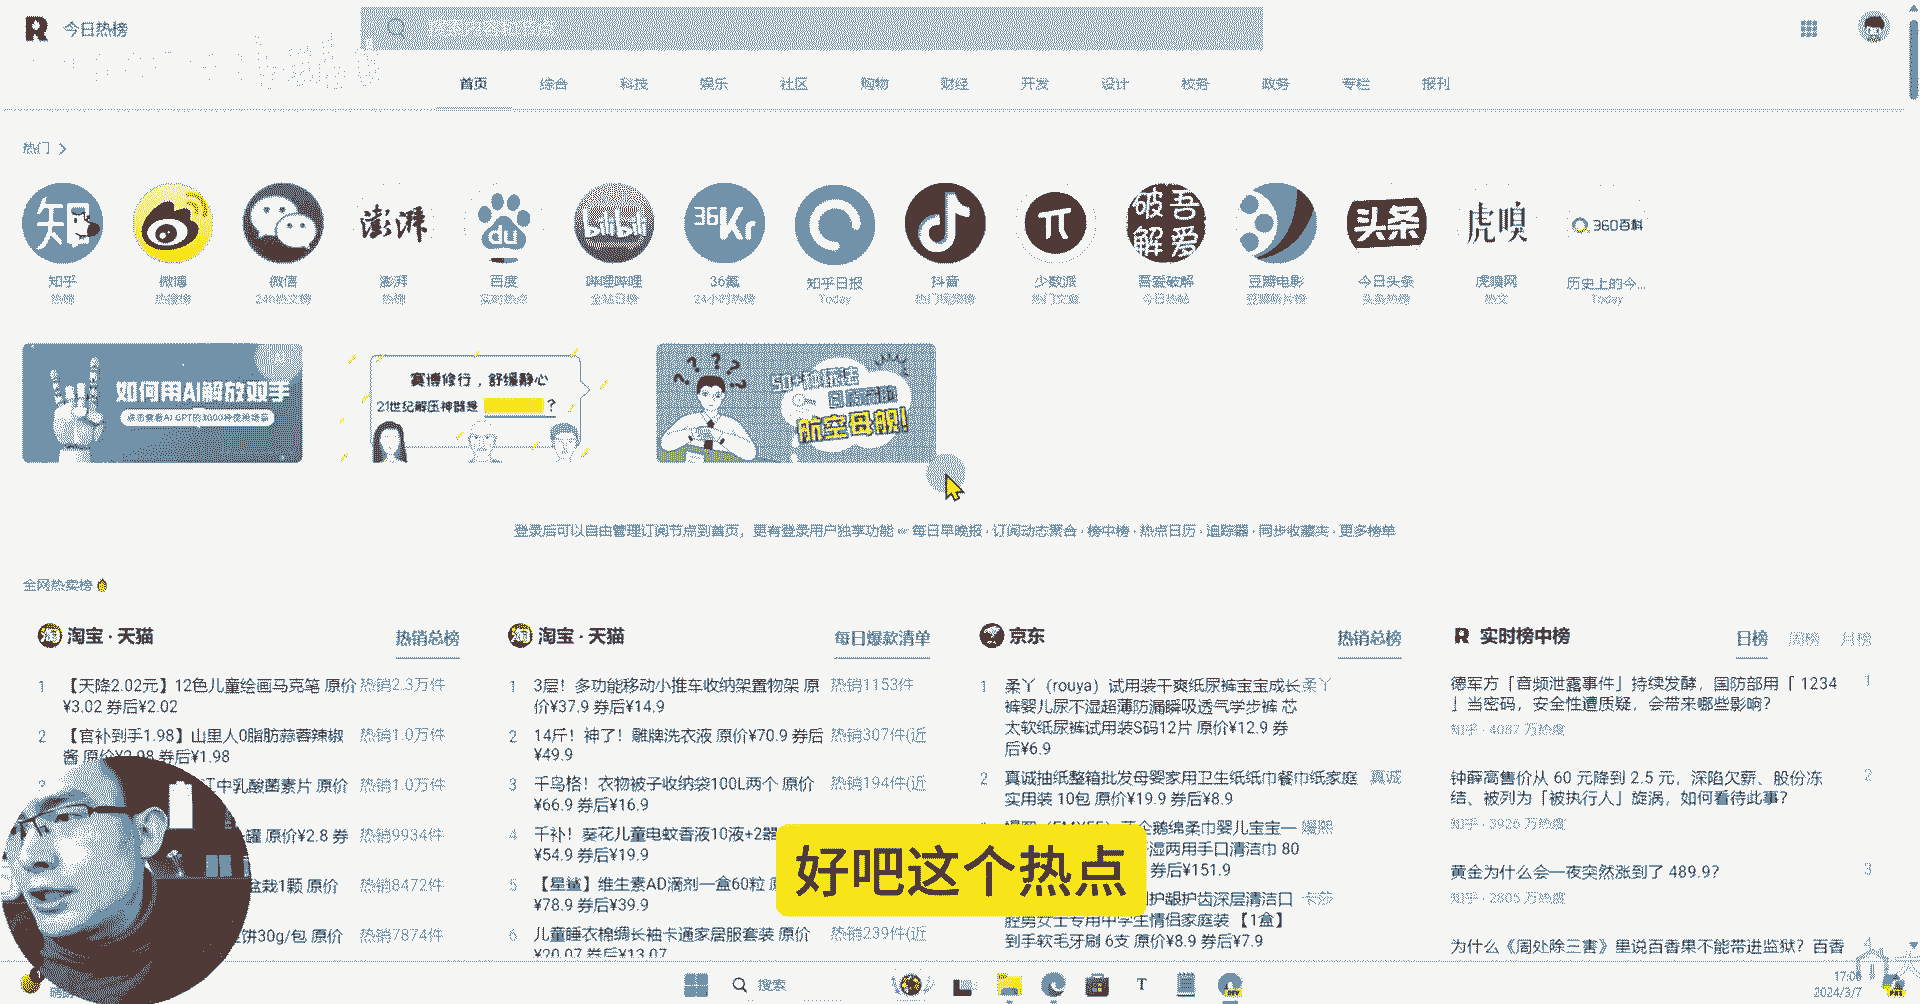 今日热榜
首页 综合 科技 娱乐 社区 购物 财经 开发 设计 校务 政务 专栏 报刊
热门
知 澎湃 du bilibili 36Kr π 吾爱破解 头条 虎嗅 360百科
知乎 微博 微信 澎湃 百度 哔哩哔哩 36氪 知乎日报 抖音 少数派 吾爱破解 豆瓣电影 今日头条 虎嗅网 历史上的今...
热榜 热搜榜 24h热文榜 热榜 实时热点 全站日榜 24小时热榜 Today 热门文章 今日热帖 头条热榜 热文 Today
如何用AI解放双手
赛博修行，舒缓静心
21世纪解压神器是 ？
航空母舰!
登录后可以自由管理订阅节点到首页，更有登录用户独享功能 － 每日早晚报 · 订阅动态聚合 · 榜中榜 · 热点日历 · 追踪器 · 同步收藏夹 · 更多榜单
全网热卖榜
淘宝 · 天猫 热销总榜
1 【天降2.02元】12色儿童绘画马克笔 原价 热销2.3万件
¥3.02 券后¥2.02
2 【官补到手1.98】山里人0脂肪蒜蓉辣椒 热销1.0万件
酱 原价¥2.98 券后¥1.98
江中乳酸菌素片 原价 热销1.0万件
罐 原价¥2.8 券 热销9934件
盆栽1颗 原价 热销8472件
饼30g/包 原价 热销7874件
淘宝 · 天猫 每日爆款清单
1 3层！多功能移动小推车收纳架置物架 原 热销1153件
价¥37.9 券后¥14.9
2 14斤！神了！雕牌洗衣液 原价¥70.9 券后 热销307件(近
¥49.9
3 千鸟格！衣物被子收纳袋100L两个 原价 热销194件(近
¥66.9 券后¥16.9
4 千补！葵花儿童电蚊香液10液+2器
¥54.9 券后¥19.9
5 【星鲨】维生素AD滴剂一盒60粒
¥78.9 券后¥39.9
6 儿童睡衣棉绸长袖卡通家居服套装 原价 热销239件(近
¥20.07 券后¥13.07
京东 热销总榜
1 柔丫（rouya）试用装干爽纸尿裤宝宝成长 柔丫
裤婴儿尿不湿超薄防漏瞬吸透气学步裤 芯
太软纸尿裤试用装S码12片 原价¥12.9 券
后¥6.9
2 真诚抽纸整箱批发母婴家用卫生纸纸巾餐巾纸家庭 真诚
实用装 10包 原价¥19.9 券后¥8.9
企鹅绵柔巾婴儿宝宝一 嫚熙
湿两用手口清洁巾 80
券后¥151.9
护龈护齿深层清洁口 卡莎
腔男女士专用中学生情侣家庭装 【1盒】
到手软毛牙刷 6支 原价¥8.9 券后¥7.9
实时榜中榜 日榜 周榜 月榜
德军方「音频泄露事件」持续发酵，国防部用「 1234 1
」当密码，安全性遭质疑，会带来哪些影响？
知乎 · 4087 万热度
钟薛高售价从 60 元降到 2.5 元，深陷欠薪、股份冻 2
结、被列为「被执行人」旋涡，如何看待此事？
知乎 · 3926 万热度
黄金为什么会一夜突然涨到了 489.9？ 3
知乎 · 2805 万热度
为什么《周处除三害》里说百香果不能带进监狱？百香 4
好吧这个热点
搜索
2024/3/7